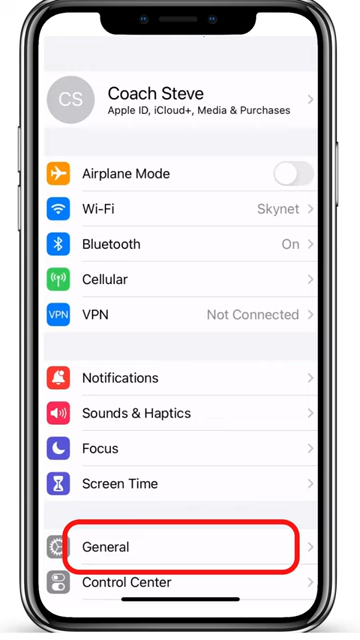 CS
Coach Steve
Apple ID, iCloud+, Media & Purchases
Airplane Mode
Wi-Fi Skynet
Bluetooth On
Cellular
VPN VPN Not Connected
Notifications
Sounds & Haptics
Focus
Screen Time
General
Control Center